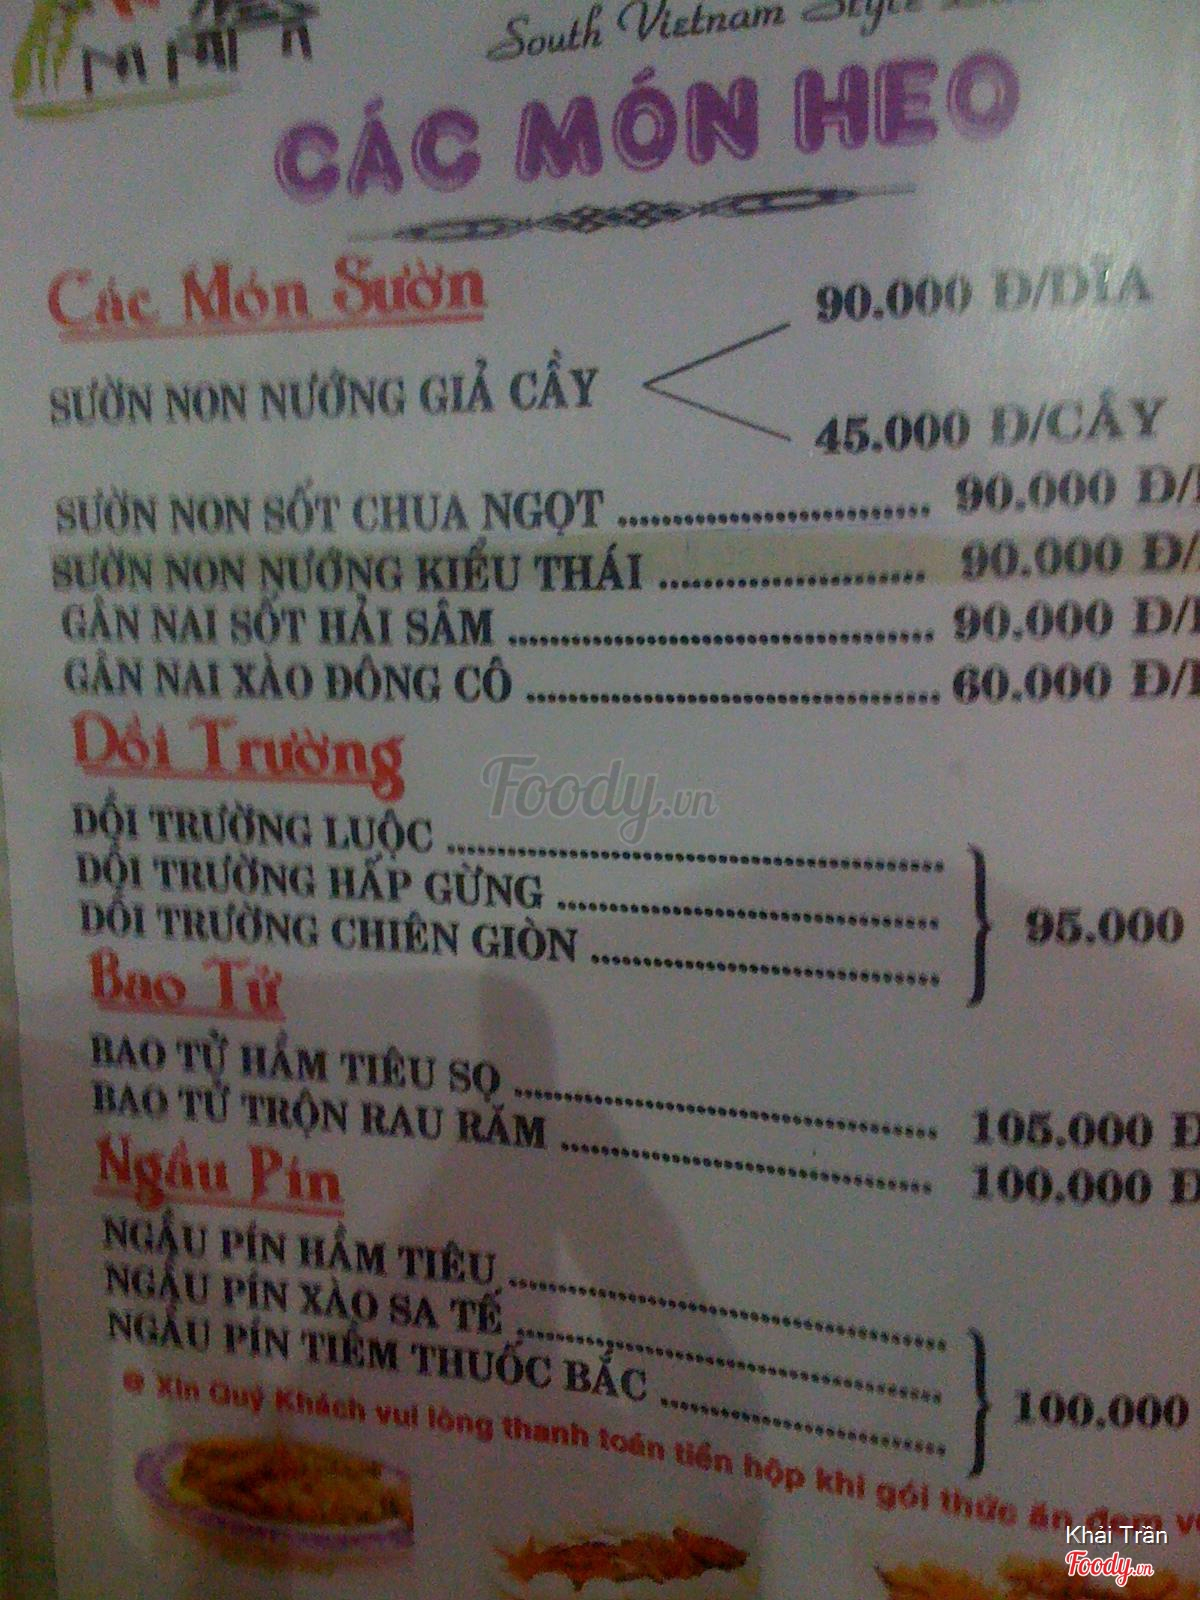 South Vietnam Style
CÁC MÓN HEO
Các Món Sườn
90.000 Đ/DĨA
SƯỜN NON NƯỚNG GIẢ CẦY
45.000 Đ/CÂY
SƯỜN NON SỐT CHUA NGỌT ........ 90.000 Đ/
SƯỜN NON NƯỚNG KIỂU THÁI ........ 90.000 Đ/
GÂN NAI SỐT HẢI SÂM ........ 90.000 Đ/
GÂN NAI XÀO ĐÔNG CÔ ........ 60.000 Đ/
Dồi Trường
DỒI TRƯỜNG LUỘC ........
DỒI TRƯỜNG HẤP GỪNG ........
95.000
DỒI TRƯỜNG CHIÊN GIÒN ........
Bao Tử
BAO TỬ HẦM TIÊU SỌ ........ 105.000 Đ
BAO TỬ TRỘN RAU RĂM ........ 100.000 Đ
Ngầu Pín
NGẦU PÍN HẦM TIÊU ........
NGẦU PÍN XÀO SA TẾ ........
100.000
NGẦU PÍN TIỀM THUỐC BẮC ........
@ Xin Quý Khách vui lòng thanh toán tiền hộp khi gói thức ăn đem
Foody.vn
Khải Trần
Foody.vn